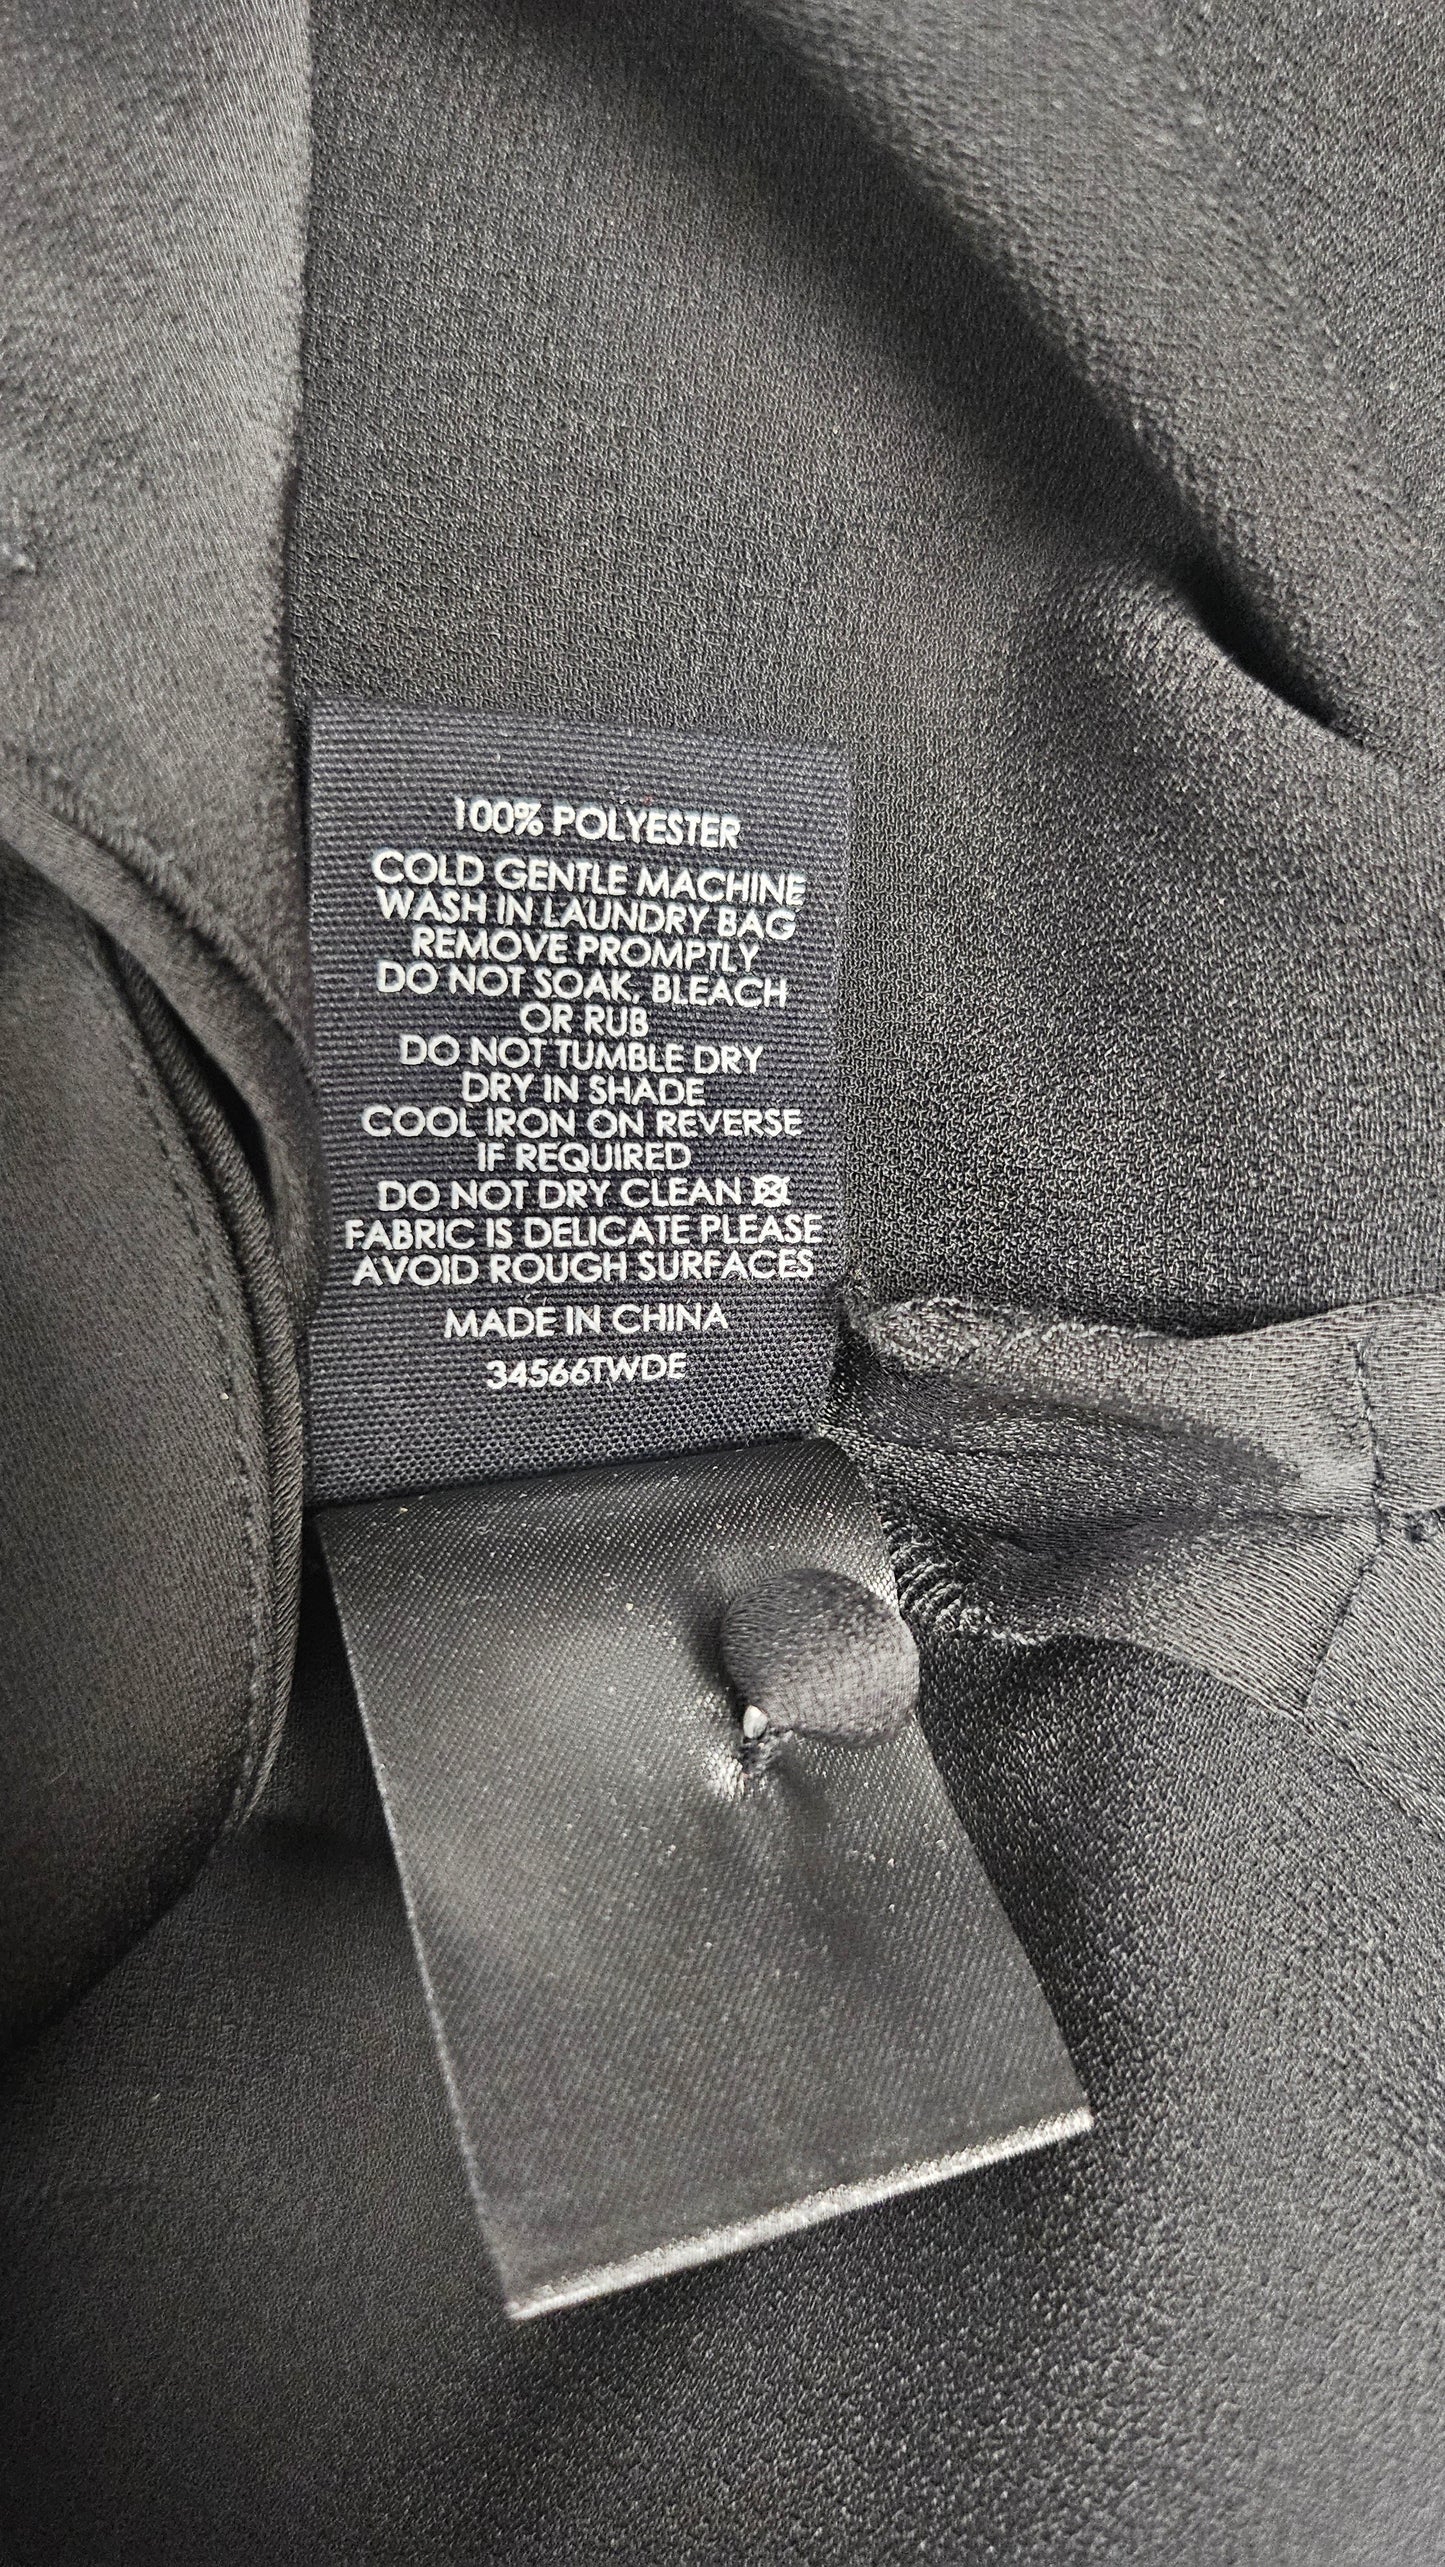 100% POLYESTER
COLD GENTLE MACHINE
WASH IN LAUNDRY BAG
REMOVE PROMPTLY
DO NOT SOAK, BLEACH
OR RUB
DO NOT TUMBLE DRY
DRY IN SHADE
COOL IRON ON REVERSE
IF REQUIRED
DO NOT DRY CLEAN
FABRIC IS DELICATE PLEASE
AVOID ROUGH SURFACES
MADE IN CHINA
34566TWDE